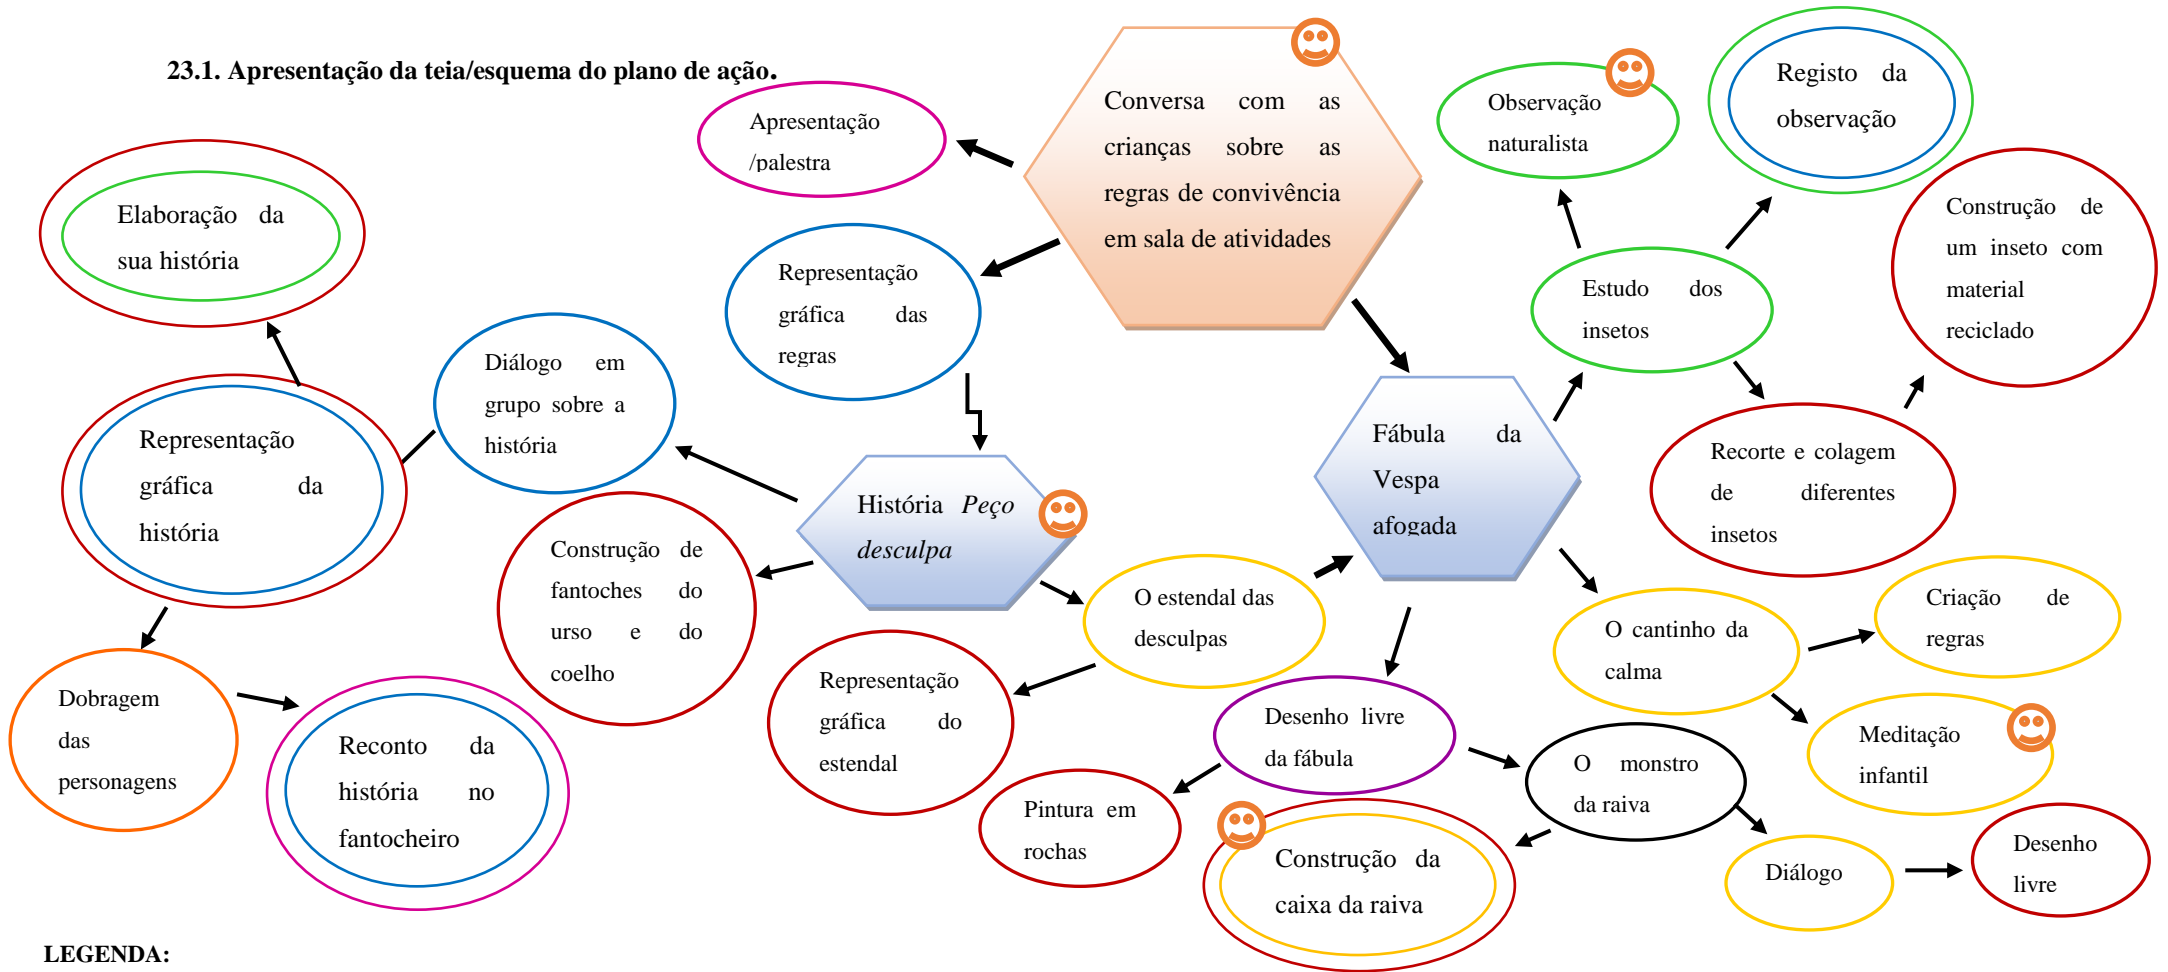 23.1. Apresentação da teia/esquema do plano de ação.
Apresentação
/palestra
Conversa com as
crianças sobre as
regras de convivência
em sala de atividades
Observação
naturalista
Registo da
observação
Elaboração da
sua história
Representação
gráfica das
regras
Estudo dos
insetos
Construção de
um inseto com
material
reciclado
Diálogo em
grupo sobre a
história
Representação
gráfica da
história
História Peço
desculpa
Fábula da
Vespa
afogada
Recorte e colagem
de diferentes
insetos
Construção de
fantoches do
urso e do
coelho
O estendal das
desculpas
O cantinho da
calma
Criação de
regras
Dobragem
das
personagens
Reconto da
história no
fantocheiro
Representação
gráfica do
estendal
Desenho livre
da fábula
O monstro
da raiva
Meditação
infantil
Pintura em
rochas
Construção da
caixa da raiva
Diálogo
Desenho
livre
LEGENDA: